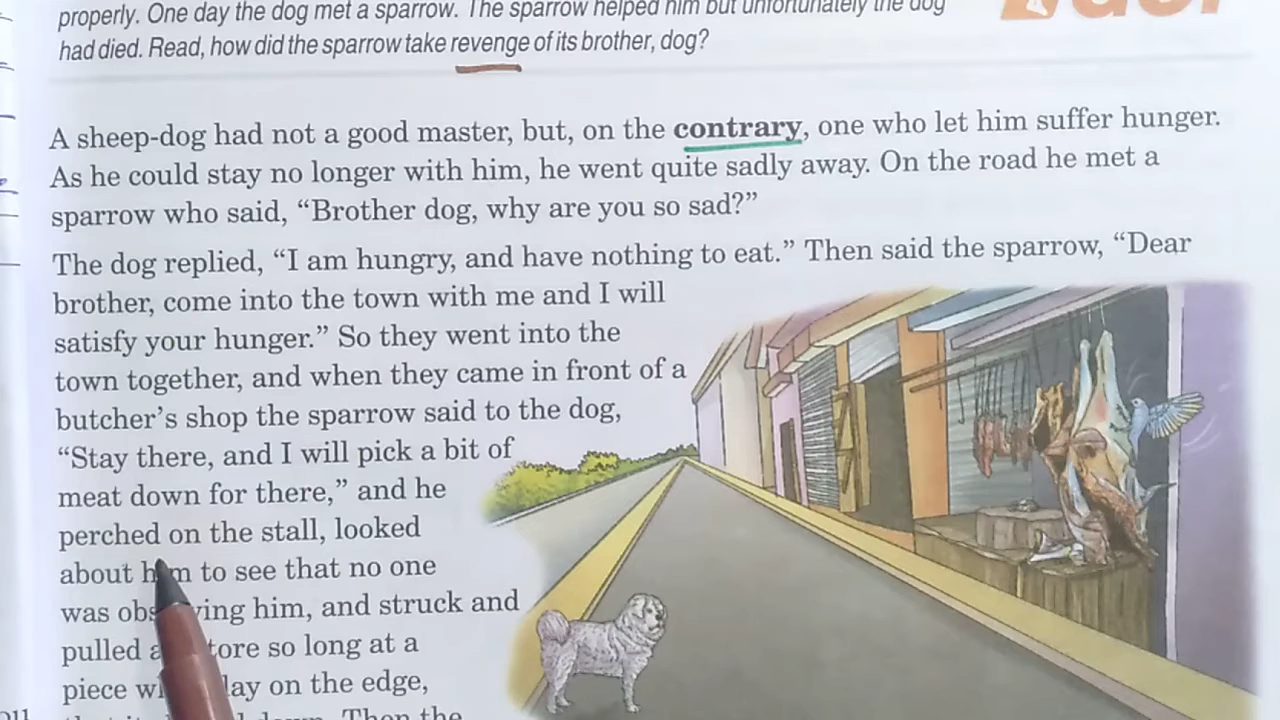 properly. One day the dog met a sparrow. The sparrow helped him but unfortunately the dog
had died. Read, how did the sparrow take revenge of its brother, dog?
A sheep-dog had not a good master, but, on the contrary, one who let him suffer hunger.
As he could stay no longer with him, he went quite sadly away. On the road he met a
sparrow who said, “Brother dog, why are you so sad?”
The dog replied, “I am hungry, and have nothing to eat.” Then said the sparrow, “Dear
brother, come into the town with me and I will
satisfy your hunger.” So they went into the
town together, and when they came in front of a
butcher’s shop the sparrow said to the dog,
“Stay there, and I will pick a bit of
meat down for there,” and he
perched on the stall, looked
about him to see that no one
was observing him, and struck and
pulled tore so long at a
piece lay on the edge,
Then the